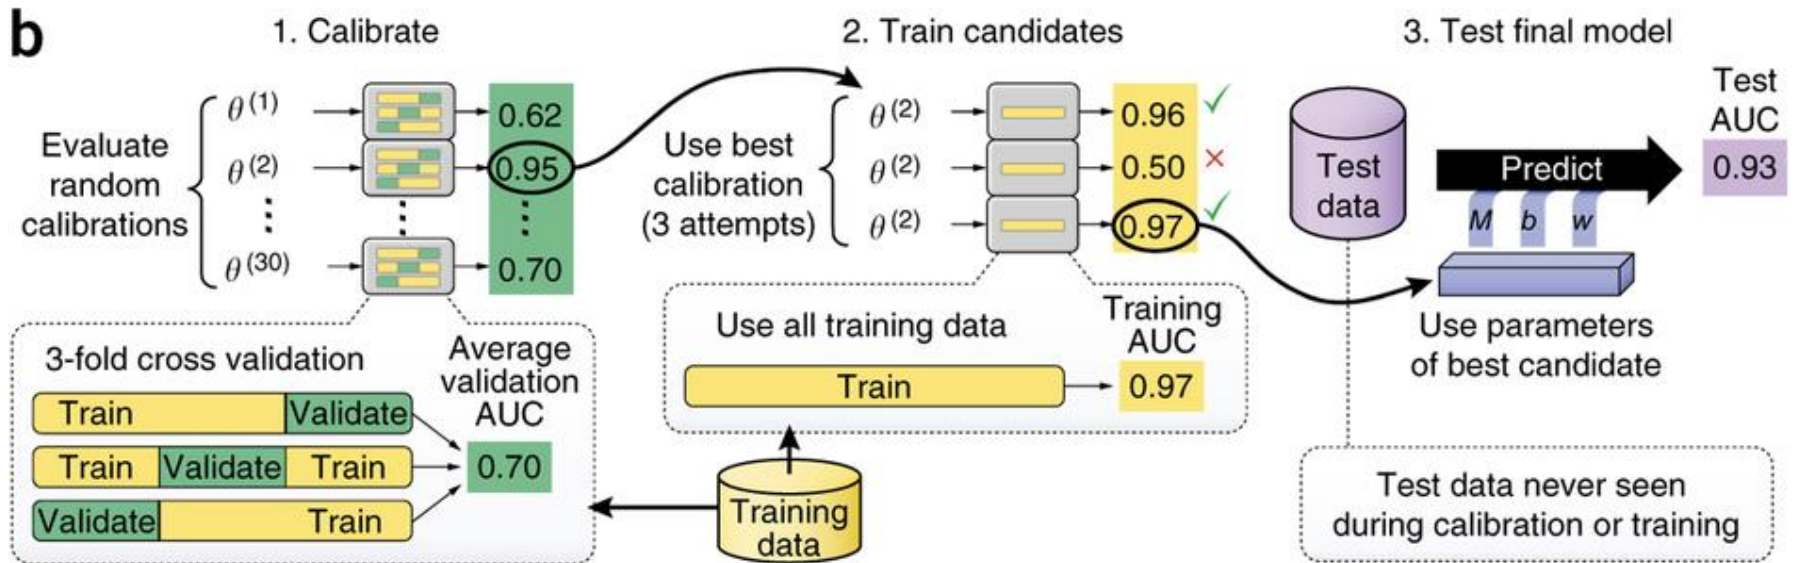 b
1. Calibrate
Evaluate
random
calibrations
θ(1)
0.62
θ(2)
0.95
θ(30)
0.70
3-fold cross validation
Average
validation
AUC
Train Validate
Train Validate Train
0.70
Validate Train
2. Train candidates
Use best
calibration
(3 attempts)
θ(2)
0.96 ✓
θ(2)
0.50 ×
θ(2)
0.97 ✓
Use all training data
Training
AUC
Train
0.97
Training
data
3. Test final model
Test
data
Predict
M b w
Test
AUC
0.93
Use parameters
of best candidate
Test data never seen
during calibration or training